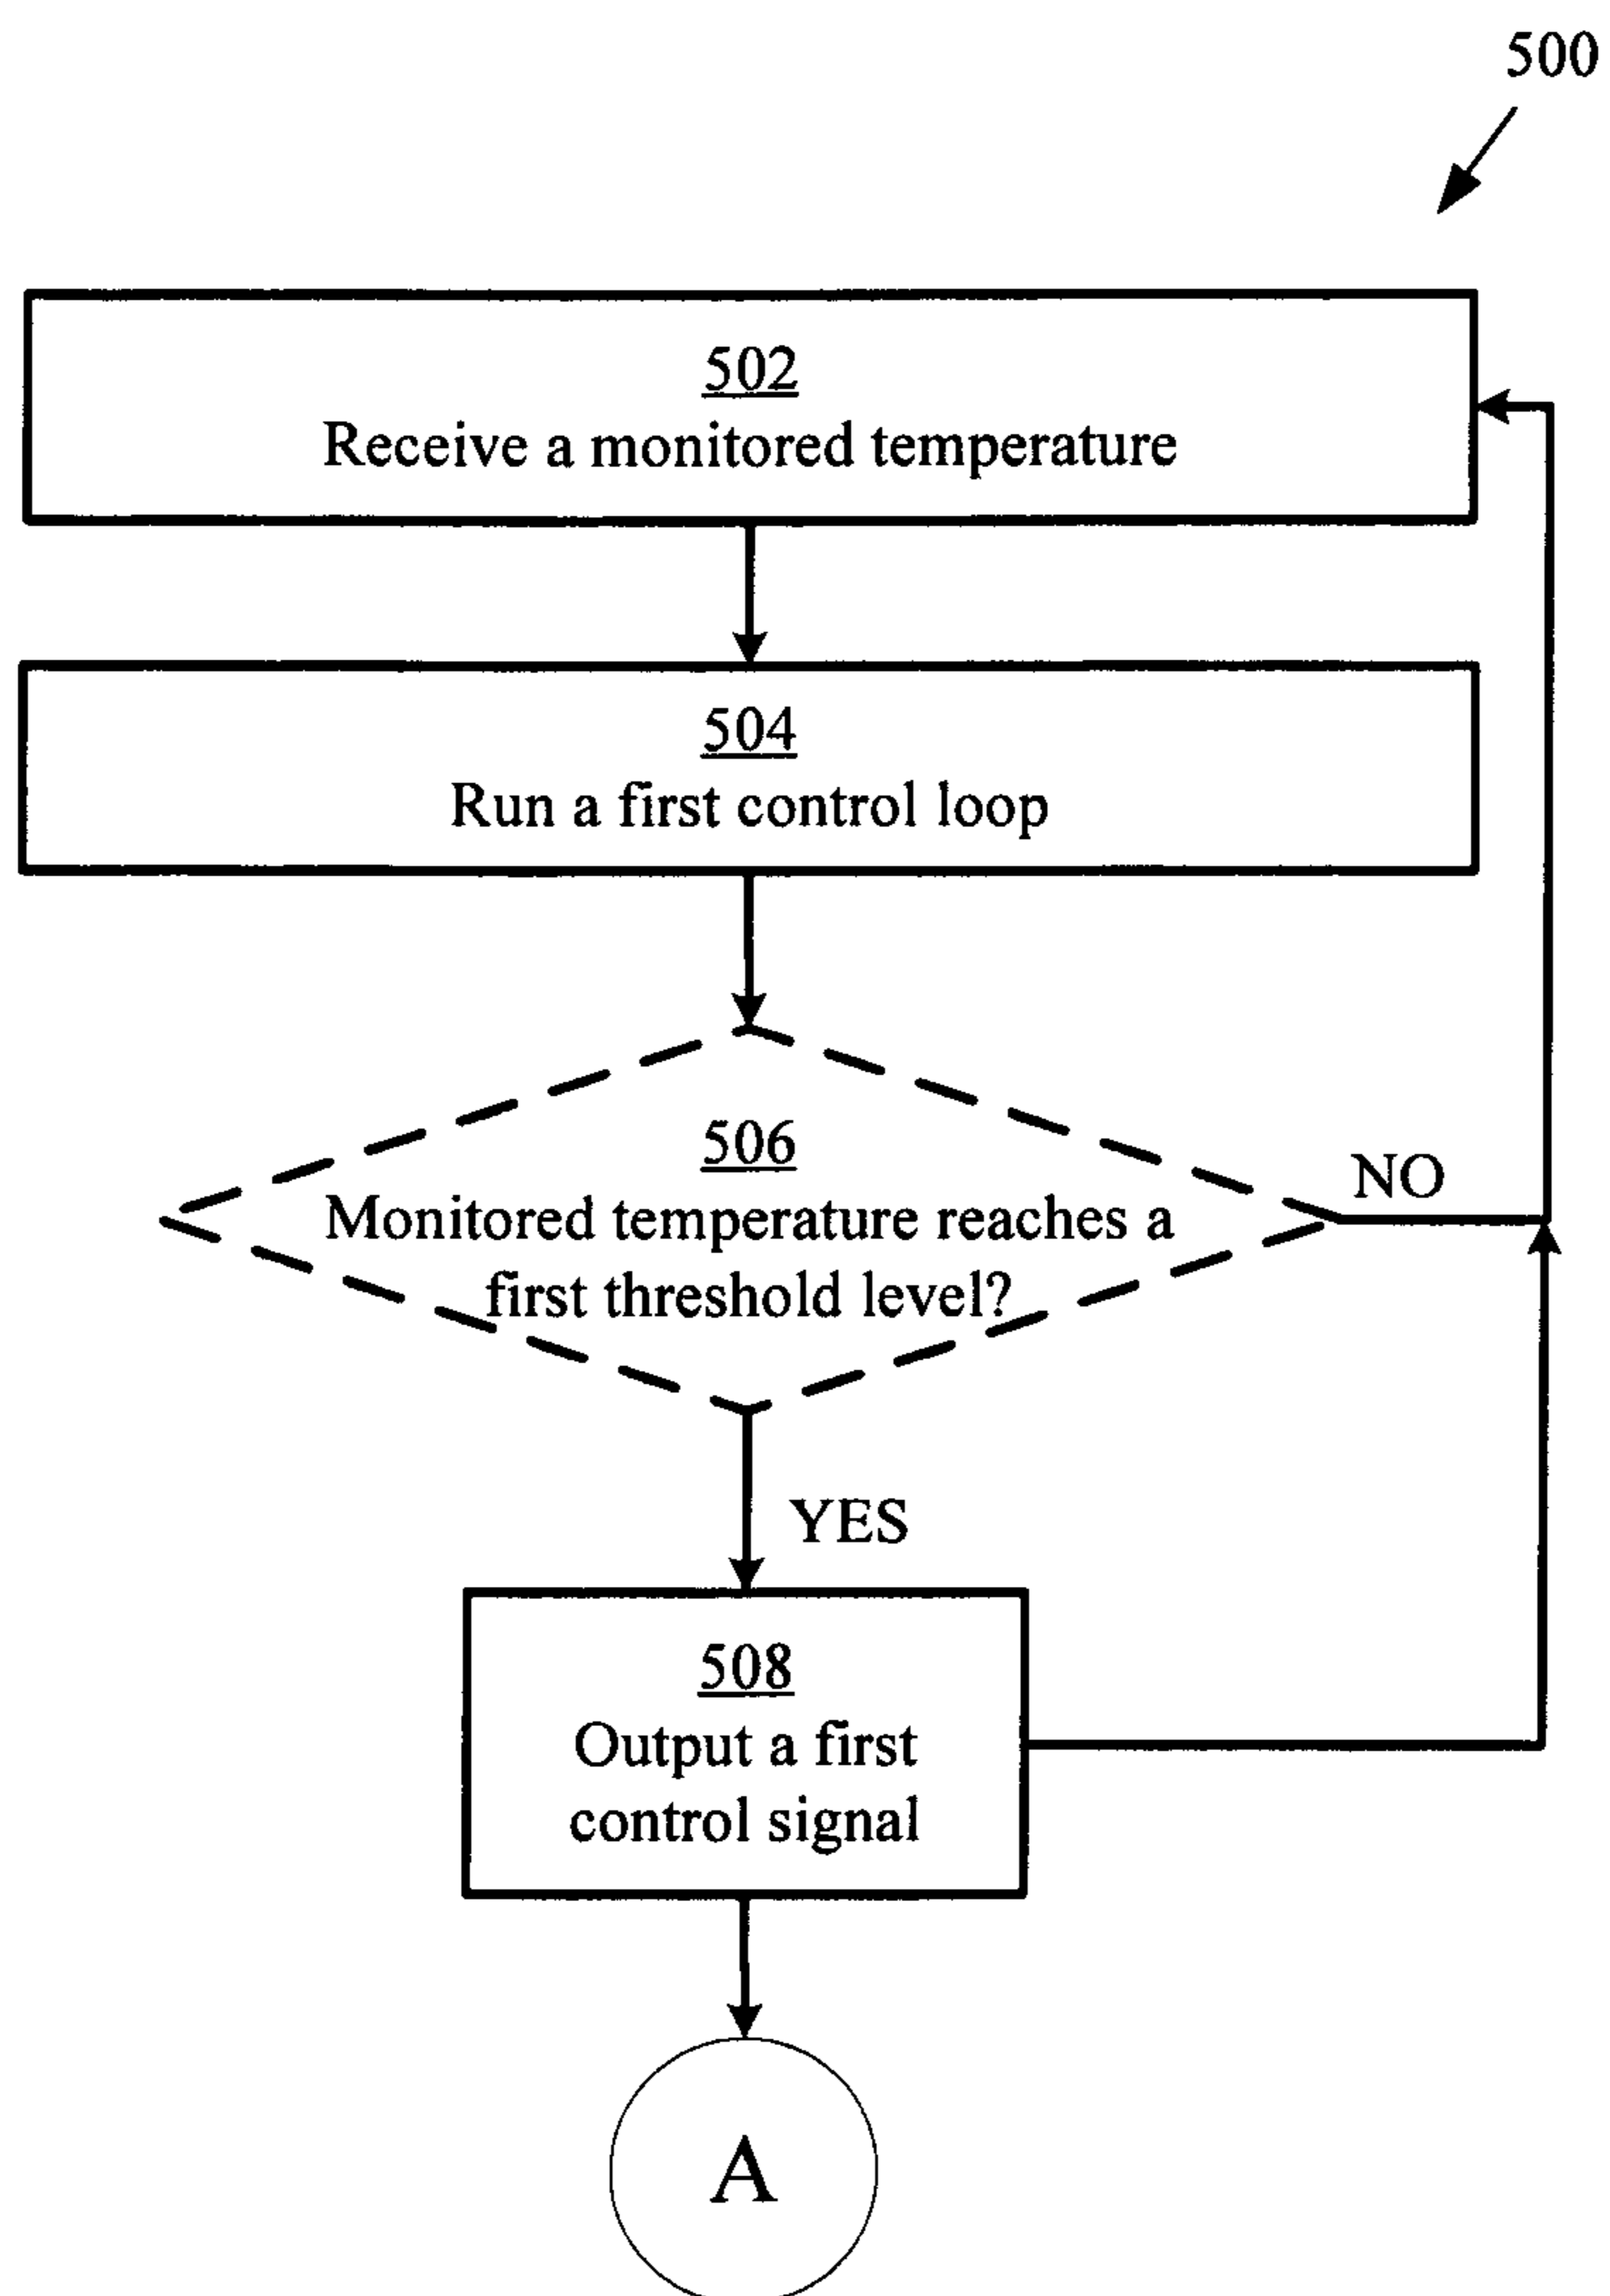 500
502
Receive a monitored temperature
504
Run a first control loop
506
Monitored temperature reaches a
first threshold level?
NO
YES
508
Output a first
control signal
A